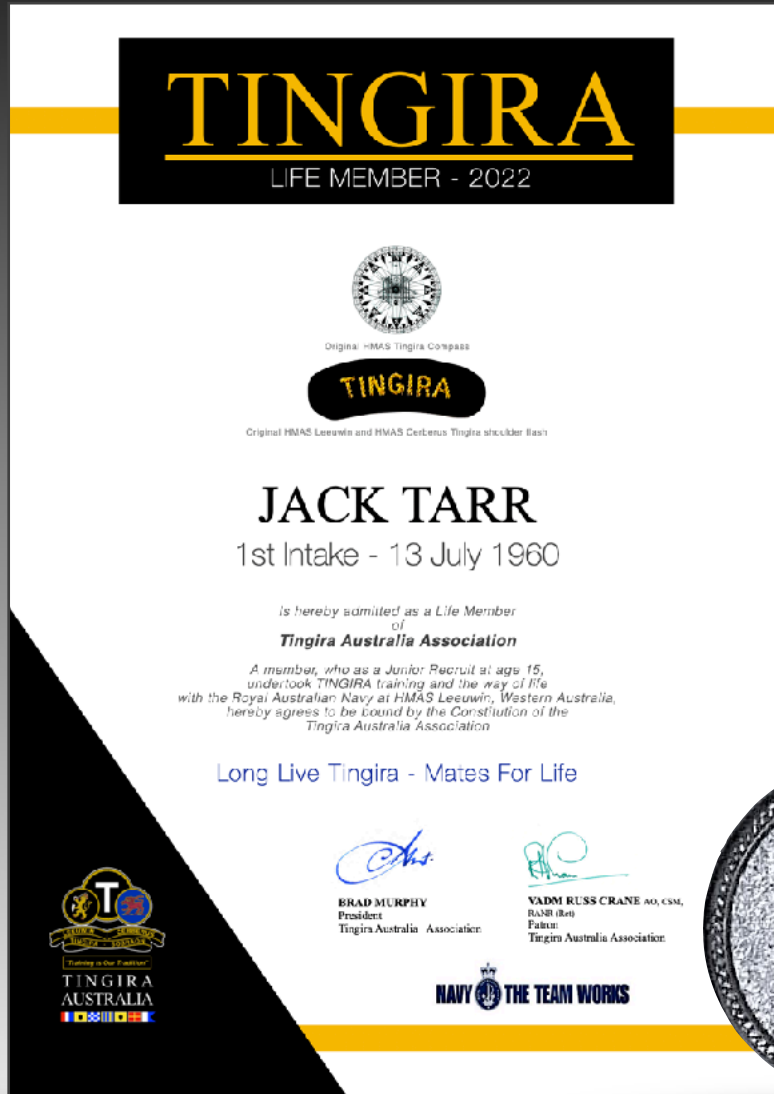 TINGIRA
LIFE MEMBER - 2022
Original HMAS Tingira Compass
TINGIRA
Original HMAS Leeuwin and HMAS Cerberus Tingira shoulder flash
JACK TARR
1st Intake - 13 July 1960
Is hereby admitted as a Life Member
of
Tingira Australia Association
A member, who as a Junior Recruit at age 15,
undertook TINGIRA training and the way of life
with the Royal Australian Navy at HMAS Leeuwin, Western Australia,
hereby agrees to be bound by the Constitution of the
Tingira Australia Association
Long Live Tingira - Mates For Life
BRAD MURPHY
President
Tingira Australia Association
VADM RUSS CRANE AO, CSM,
RANR (Ret)
Patron
Tingira Australia Association
T
LEEUWIN CERBERUS
"Training is Our Tradition"
TINGIRA
AUSTRALIA
NAVY THE TEAM WORKS